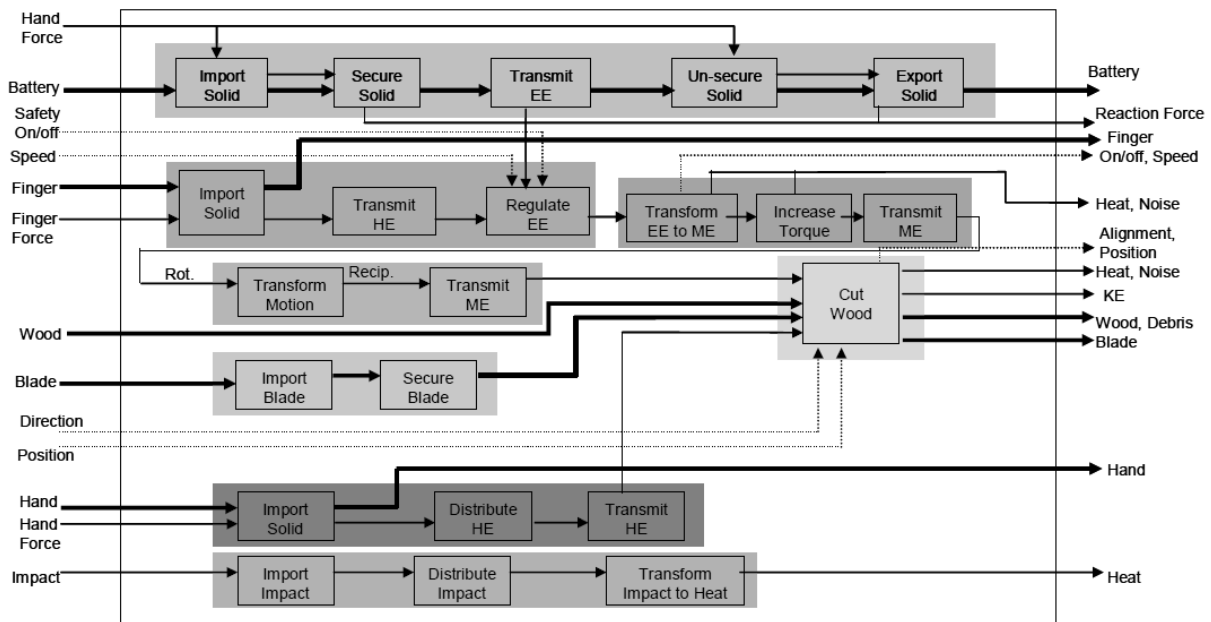 Hand
Force
Import
Solid
Secure
Solid
Transmit
EE
Un-secure
Solid
Export
Solid
Battery
Battery
Reaction Force
Safety
On/off
Finger
Speed
On/off, Speed
Finger
Import
Solid
Transmit
HE
Regulate
EE
Transform
EE to ME
Increase
Torque
Transmit
ME
Heat, Noise
Finger
Force
Alignment,
Position
Rot.
Recip.
Transform
Motion
Transmit
ME
Cut
Wood
Heat, Noise
KE
Wood
Wood, Debris
Blade
Blade
Import
Blade
Secure
Blade
Direction
Position
Hand
Hand
Hand
Force
Import
Solid
Distribute
HE
Transmit
HE
Impact
Import
Impact
Distribute
Impact
Transform
Impact to Heat
Heat